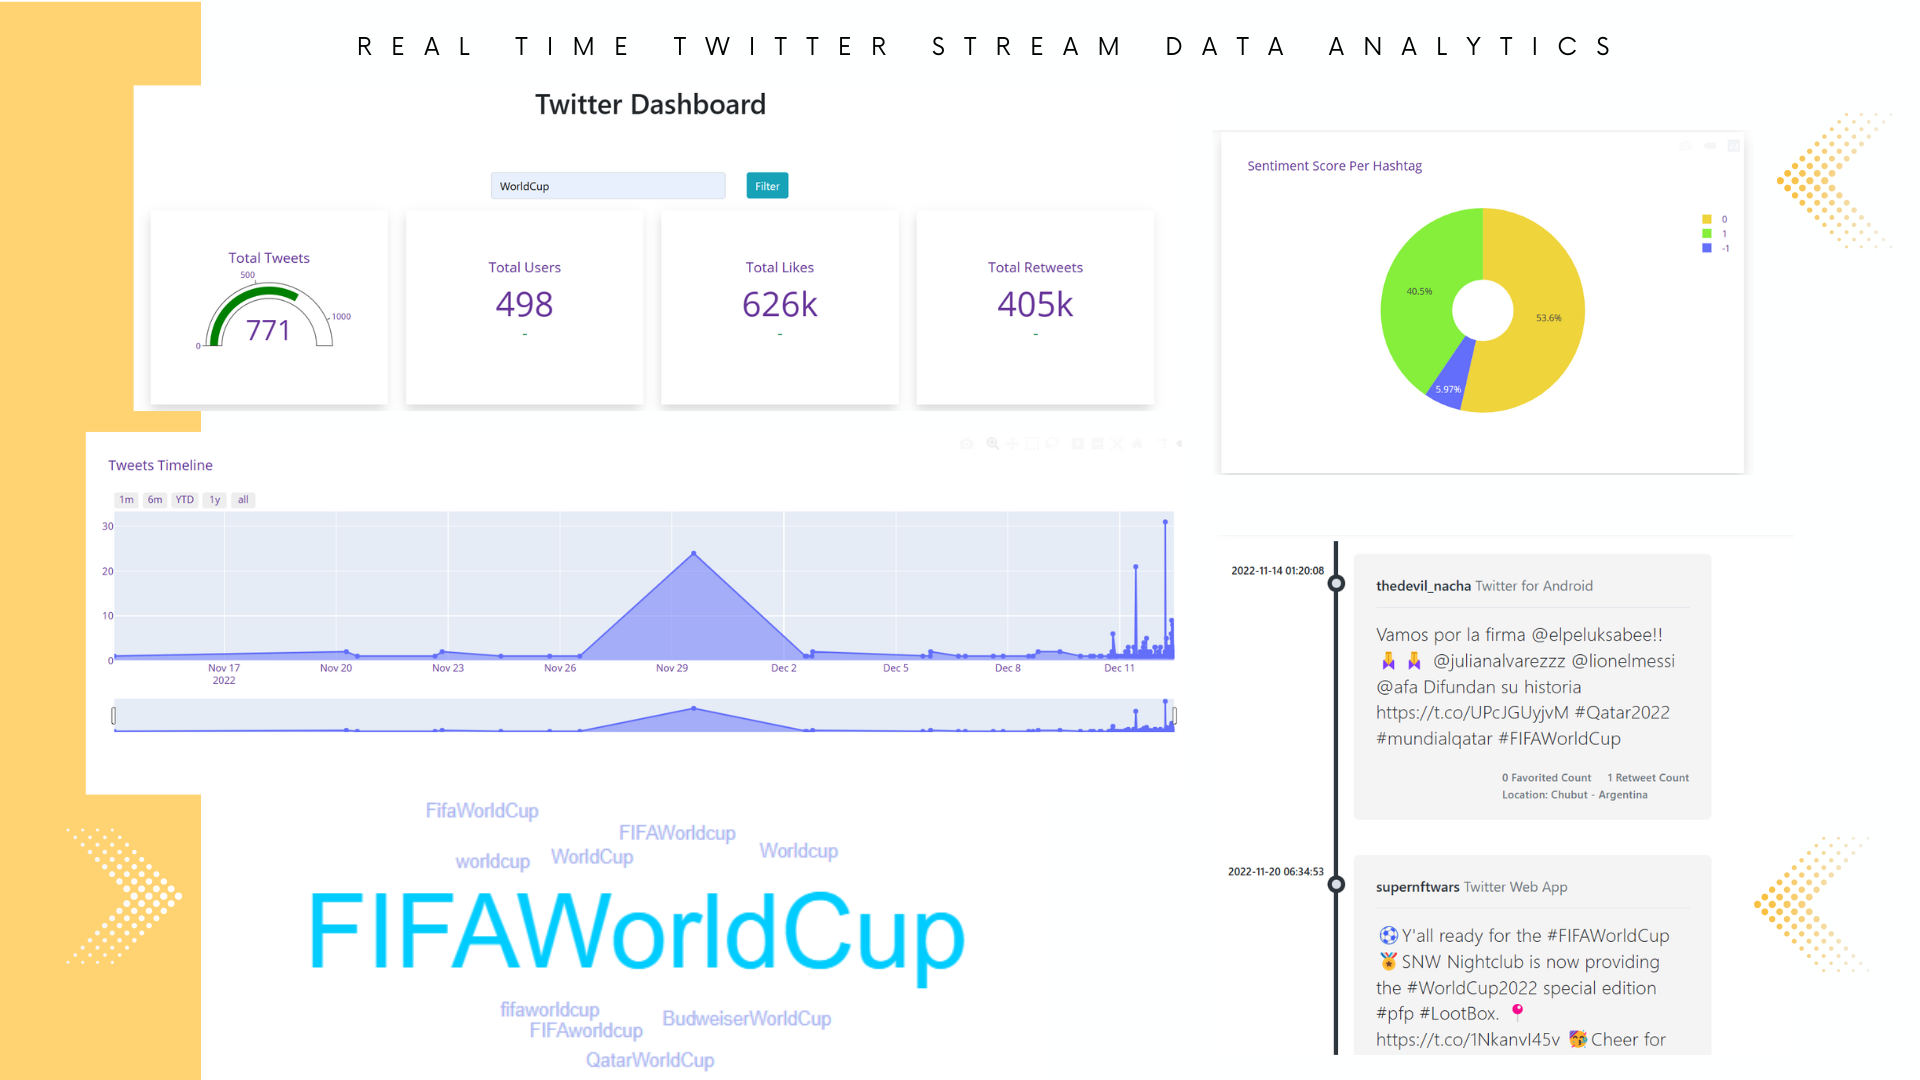 REAL TIME TWITTER STREAM DATA ANALYTICS
Twitter Dashboard
WorldCup
Filter
Total Tweets
0
500
1000
771
Total Users
498
-
Total Likes
626k
-
Total Retweets
405k
-
Sentiment Score Per Hashtag
0
1
-1
40.5%
53.6%
5.97%
Tweets Timeline
1m 6m YTD 1y all
30
20
10
0
Nov 17 Nov 20 Nov 23 Nov 26 Nov 29 Dec 2 Dec 5 Dec 8 Dec 11
2022
FifaWorldCup
FIFAWorldcup
worldcup
WorldCup
Worldcup
FIFAWorldCup
fifaworldcup
FIFAworldcup
BudweiserWorldCup
QatarWorldCup
2022-11-14 01:20:08
thedevil_nacha Twitter for Android
Vamos por la firma @elpeluksabee!!
@julianalvarezzz @lionelmessi
@afa Difundan su historia
https://t.co/UPcJGUyjvM #Qatar2022
#mundialqatar #FIFAWorldCup
0 Favorited Count 1 Retweet Count
Location: Chubut - Argentina
2022-11-20 06:34:53
supernftwars Twitter Web App
⚽Y'all ready for the #FIFAWorldCup
🏅SNW Nightclub is now providing
the #WorldCup2022 special edition
#pfp #LootBox. 📍
https://t.co/1NkanvI45v 🥳Cheer for